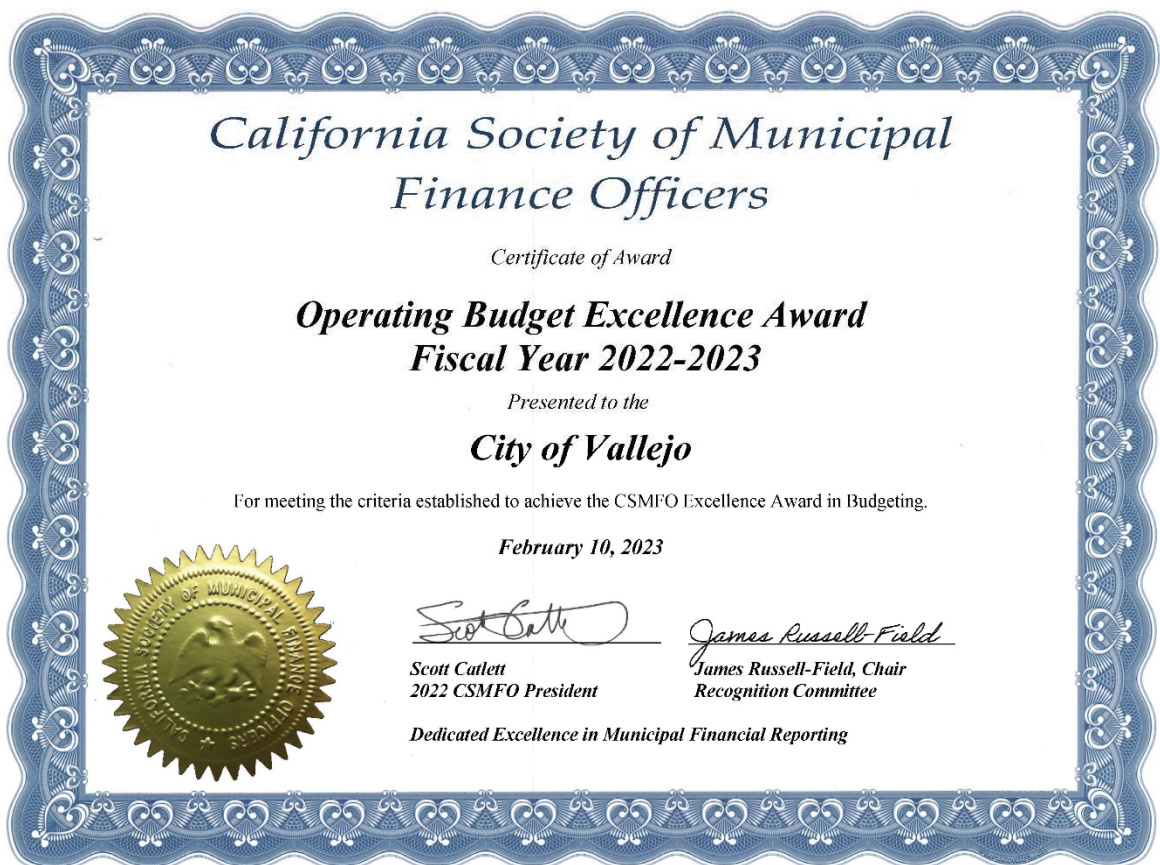 California Society of Municipal
Finance Officers
Certificate of Award
Operating Budget Excellence Award
Fiscal Year 2022-2023
Presented to the
City of Vallejo
For meeting the criteria established to achieve the CSMFO Excellence Award in Budgeting.
February 10, 2023
CALIFORNIA SOCIETY OF MUNICIPAL FINANCE OFFICERS
Scott Catlett
James Russell-Field
Scott Catlett
James Russell-Field, Chair
2022 CSMFO President
Recognition Committee
Dedicated Excellence in Municipal Financial Reporting